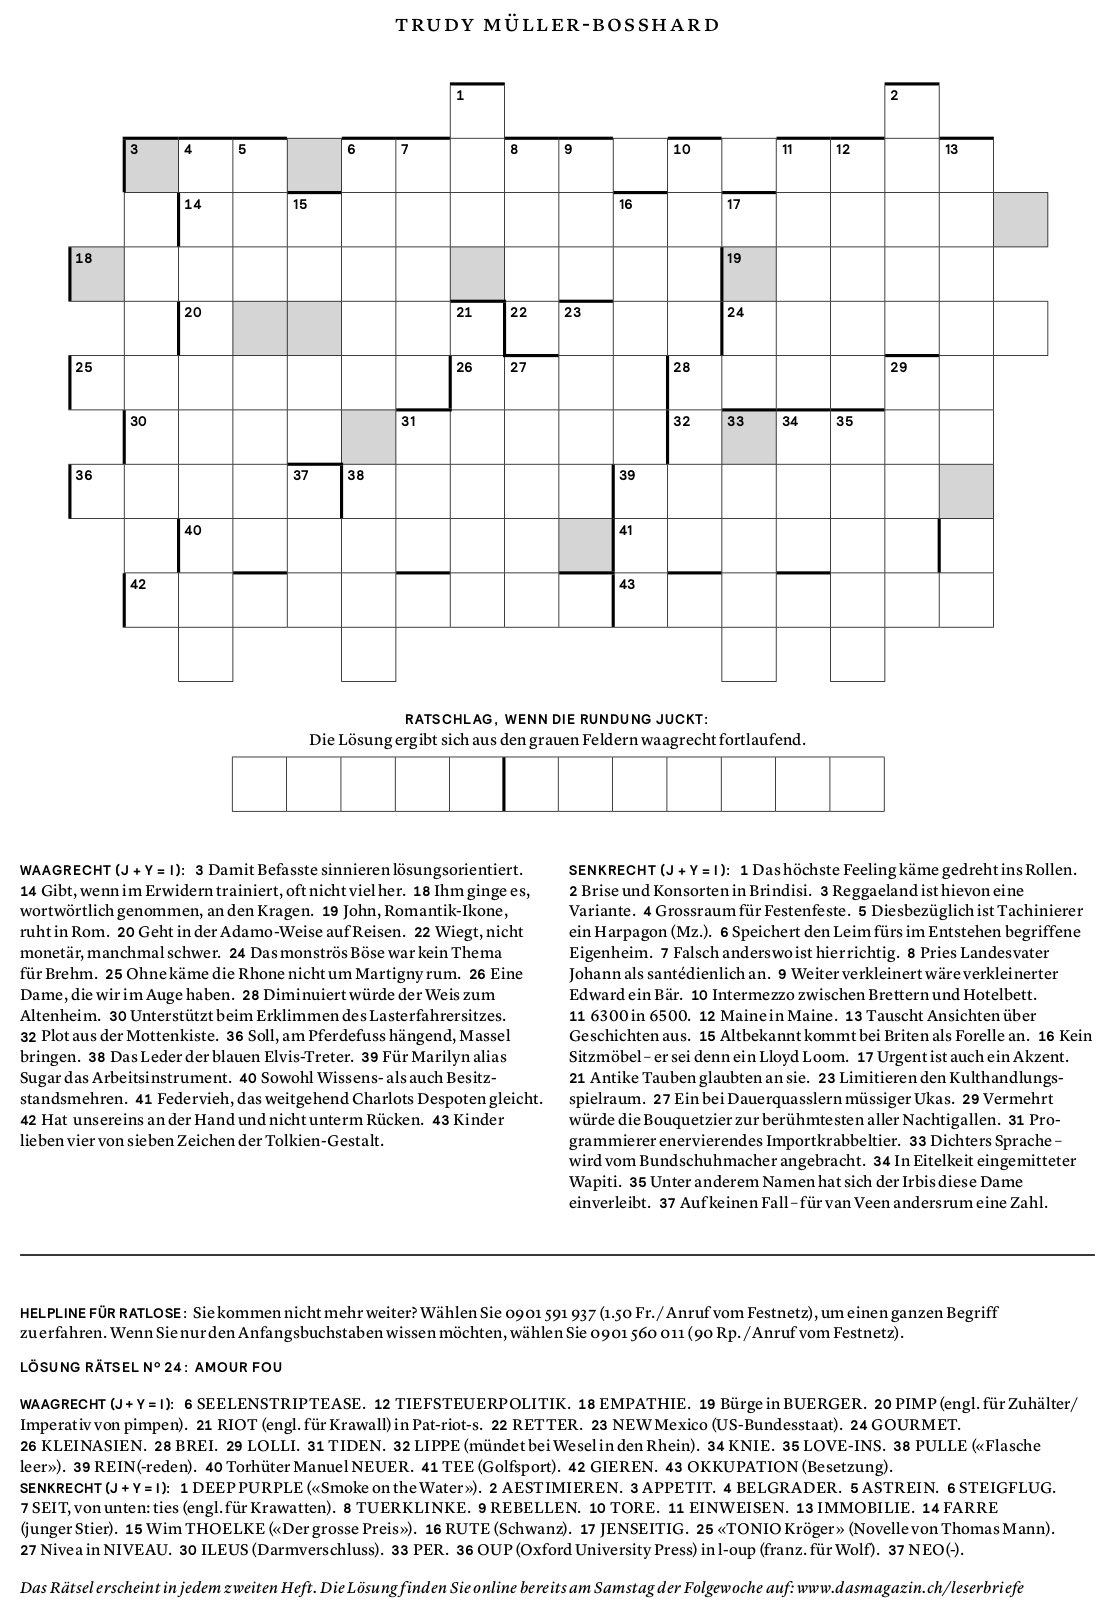 TRUDY MÜLLER-BOSSHARD
1 2
3 4 5 6 7 8 9 10 11 12 13
14 15 16 17
18 19
20 21 22 23 24
25 26 27 28 29
30 31 32 33 34 35
36 37 38 39
40 41
42 43
RATSCHLAG, WENN DIE RUNDUNG JUCKT:
Die Lösung ergibt sich aus den grauen Feldern waagrecht fortlaufend.
WAAGRECHT (J + Y = I): 3 Damit Befasste sinnieren lösungsorientiert.
14 Gibt, wenn im Erwidern trainiert, oft nicht viel her. 18 Ihm ginge es,
wortwörtlich genommen, an den Kragen. 19 John, Romantik-Ikone,
ruht in Rom. 20 Geht in der Adamo-Weise auf Reisen. 22 Wiegt, nicht
monetär, manchmal schwer. 24 Das monströs Böse war kein Thema
für Brehm. 25 Ohne käme die Rhone nicht um Martigny rum. 26 Eine
Dame, die wir im Auge haben. 28 Diminuiert würde der Weis zum
Altenheim. 30 Unterstützt beim Erklimmen des Lasterfahrersitzes.
32 Plot aus der Mottenkiste. 36 Soll, am Pferdefuss hängend, Massel
bringen. 38 Das Leder der blauen Elvis-Treter. 39 Für Marilyn alias
Sugar das Arbeitsinstrument. 40 Sowohl Wissens- als auch Besitz-
standsmehren. 41 Federvieh, das weitgehend Charlots Despoten gleicht.
42 Hat unsereins an der Hand und nicht unterm Rücken. 43 Kinder
lieben vier von sieben Zeichen der Tolkien-Gestalt.
SENKRECHT (J + Y = I): 1 Das höchste Feeling käme gedreht ins Rollen.
2 Brise und Konsorten in Brindisi. 3 Reggaeland ist hievon eine
Variante. 4 Grossraum für Festenfeste. 5 Diesbezüglich ist Tachinierer
ein Harpagon (Mz.). 6 Speichert den Leim fürs im Entstehen begriffene
Eigenheim. 7 Falsch anderswo ist hier richtig. 8 Pries Landesvater
Johann als santédienlich an. 9 Weiter verkleinert wäre verkleinerter
Edward ein Bär. 10 Intermezzo zwischen Brettern und Hotelbett.
11 6300 in 6500. 12 Maine in Maine. 13 Tauscht Ansichten über
Geschichten aus. 15 Altbekannt kommt bei Briten als Forelle an. 16 Kein
Sitzmöbel – er sei denn ein Lloyd Loom. 17 Urgent ist auch ein Akzent.
21 Antike Tauben glaubten an sie. 23 Limitieren den Kulthandlungs-
spielraum. 27 Ein bei Dauerquasslern müssiger Ukas. 29 Vermehrt
würde die Bouquetzier zur berühmtesten aller Nachtigallen. 31 Pro-
grammierer enervierendes Importkrabbeltier. 33 Dichters Sprache –
wird vom Bundschuhmacher angebracht. 34 In Eitelkeit eingemitteter
Wapiti. 35 Unter anderem Namen hat sich der Irbis diese Dame
einverleibt. 37 Auf keinen Fall – für van Veen andersrum eine Zahl.
HELPLINE FÜR RATLOSE: Sie kommen nicht mehr weiter? Wählen Sie 0901 591 937 (1.50 Fr. / Anruf vom Festnetz), um einen ganzen Begriff
zu erfahren. Wenn Sie nur den Anfangsbuchstaben wissen möchten, wählen Sie 0901 560 011 (90 Rp. / Anruf vom Festnetz).
LÖSUNG RÄTSEL Nº 24: AMOUR FOU
WAAGRECHT (J + Y = I): 6 SEELENSTRIPTEASE. 12 TIEFSTEUERPOLITIK. 18 EMPATHIE. 19 Bürge in BUERGER. 20 PIMP (engl. für Zuhälter/
Imperativ von pimpen). 21 RIOT (engl. für Krawall) in Pat-riot-s. 22 RETTER. 23 NEW Mexico (US-Bundesstaat). 24 GOURMET.
26 KLEINASIEN. 28 BREI. 29 LOLLI. 31 TIDEN. 32 LIPPE (mündet bei Wesel in den Rhein). 34 KNIE. 35 LOVE-INS. 38 PULLE («Flasche
leer»). 39 REIN(-reden). 40 Torhüter Manuel NEUER. 41 TEE (Golfsport). 42 GIEREN. 43 OKKUPATION (Besetzung).
SENKRECHT (J + Y = I): 1 DEEP PURPLE («Smoke on the Water»). 2 AESTIMIEREN. 3 APPETIT. 4 BELGRADER. 5 ASTREIN. 6 STEIGFLUG.
7 SEIT, von unten: ties (engl. für Krawatten). 8 TUERKLINKE. 9 REBELLEN. 10 TORE. 11 EINWEISEN. 13 IMMOBILIE. 14 FARRE
(junger Stier). 15 Wim THOELKE («Der grosse Preis»). 16 RUTE (Schwanz). 17 JENSEITIG. 25 «TONIO Kröger» (Novelle von Thomas Mann).
27 Nivea in NIVEAU. 30 ILEUS (Darmverschluss). 33 PER. 36 OUP (Oxford University Press) in l-oup (franz. für Wolf). 37 NEO(-).
Das Rätsel erscheint in jedem zweiten Heft. Die Lösung finden Sie online bereits am Samstag der Folgewoche auf: www.dasmagazin.ch/leserbriefe